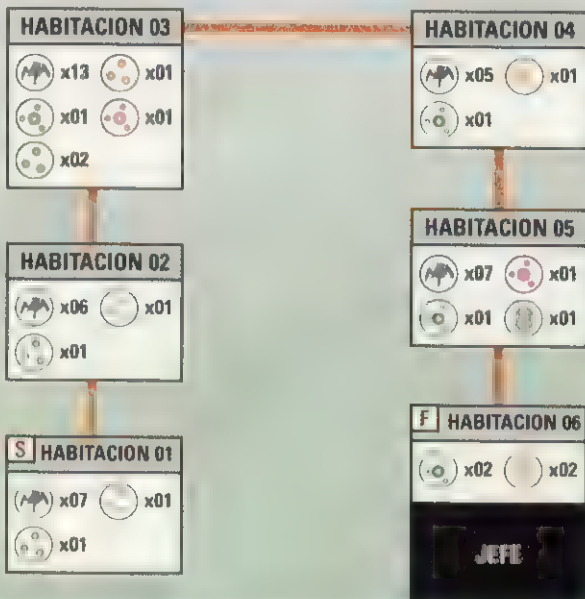 HABITACION 03
x13 x01
x01 x01
x02
HABITACION 04
x05 x01
x01
HABITACION 02
x06 x01
x01
HABITACION 05
x07 x01
x01 x01
S HABITACION 01
x07 x01
x01
F HABITACION 06
x02 x02
JEFE